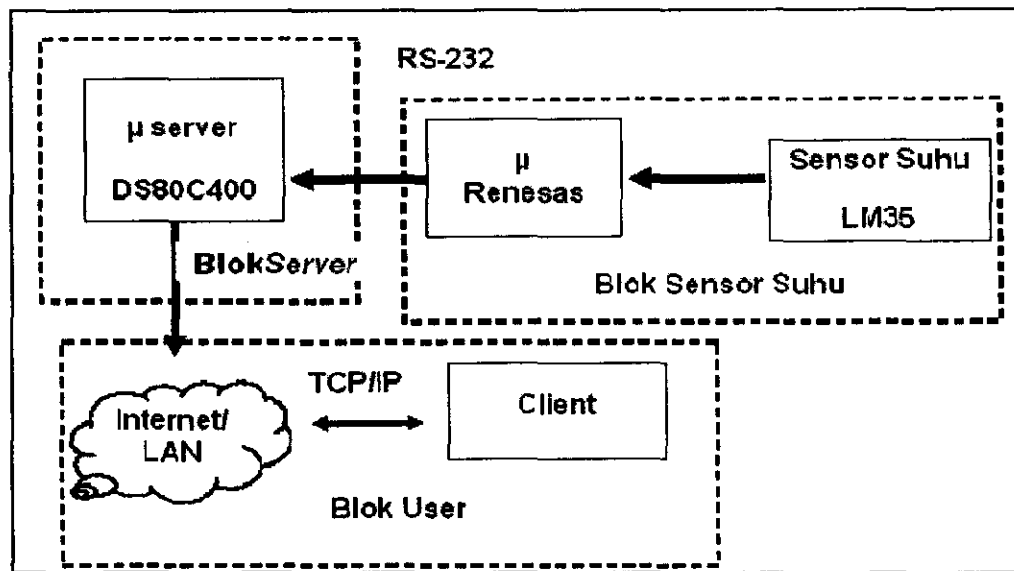 RS-232
µ server
DS80C400
BlokServer
µ
Renesas
Sensor Suhu
LM35
Blok Sensor Suhu
Internet/
LAN
TCP/IP
Client
Blok User